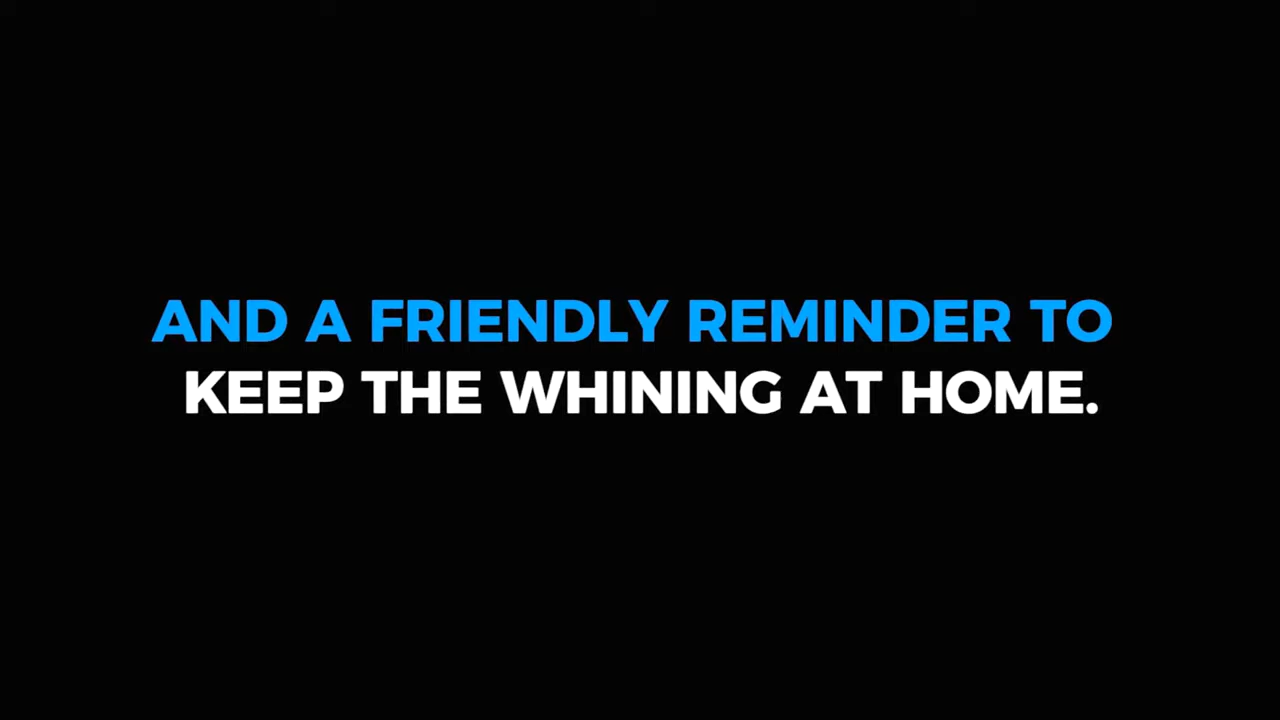 AND A FRIENDLY REMINDER TO
KEEP THE WHINING AT HOME.